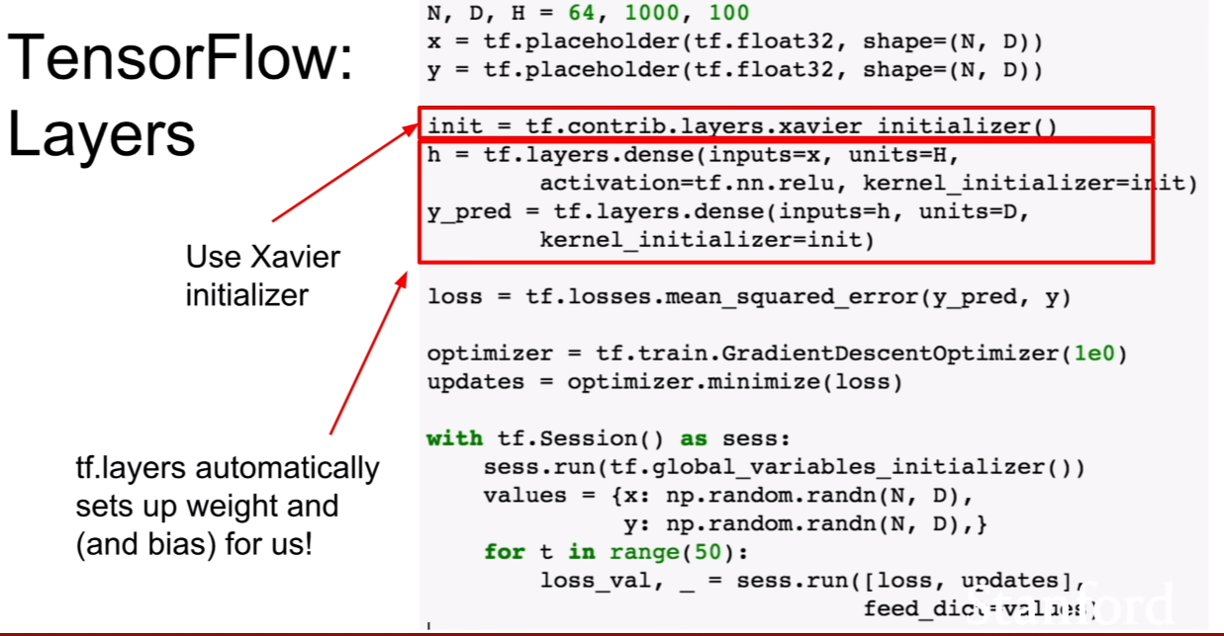 TensorFlow:
Layers
Use Xavier
initializer
tf.layers automatically
sets up weight and
(and bias) for us!
N, D, H = 64, 1000, 100
x = tf.placeholder(tf.float32, shape=(N, D))
y = tf.placeholder(tf.float32, shape=(N, D))
init = tf.contrib.layers.xavier_initializer()
h = tf.layers.dense(inputs=x, units=H,
activation=tf.nn.relu, kernel_initializer=init)
y_pred = tf.layers.dense(inputs=h, units=D,
kernel_initializer=init)
loss = tf.losses.mean_squared_error(y_pred, y)
optimizer = tf.train.GradientDescentOptimizer(1e0)
updates = optimizer.minimize(loss)
with tf.Session() as sess:
sess.run(tf.global_variables_initializer())
values = {x: np.random.randn(N, D),
y: np.random.randn(N, D),}
for t in range(50):
loss_val, _ = sess.run([loss, updates],
feed_dict=values)
Stanford